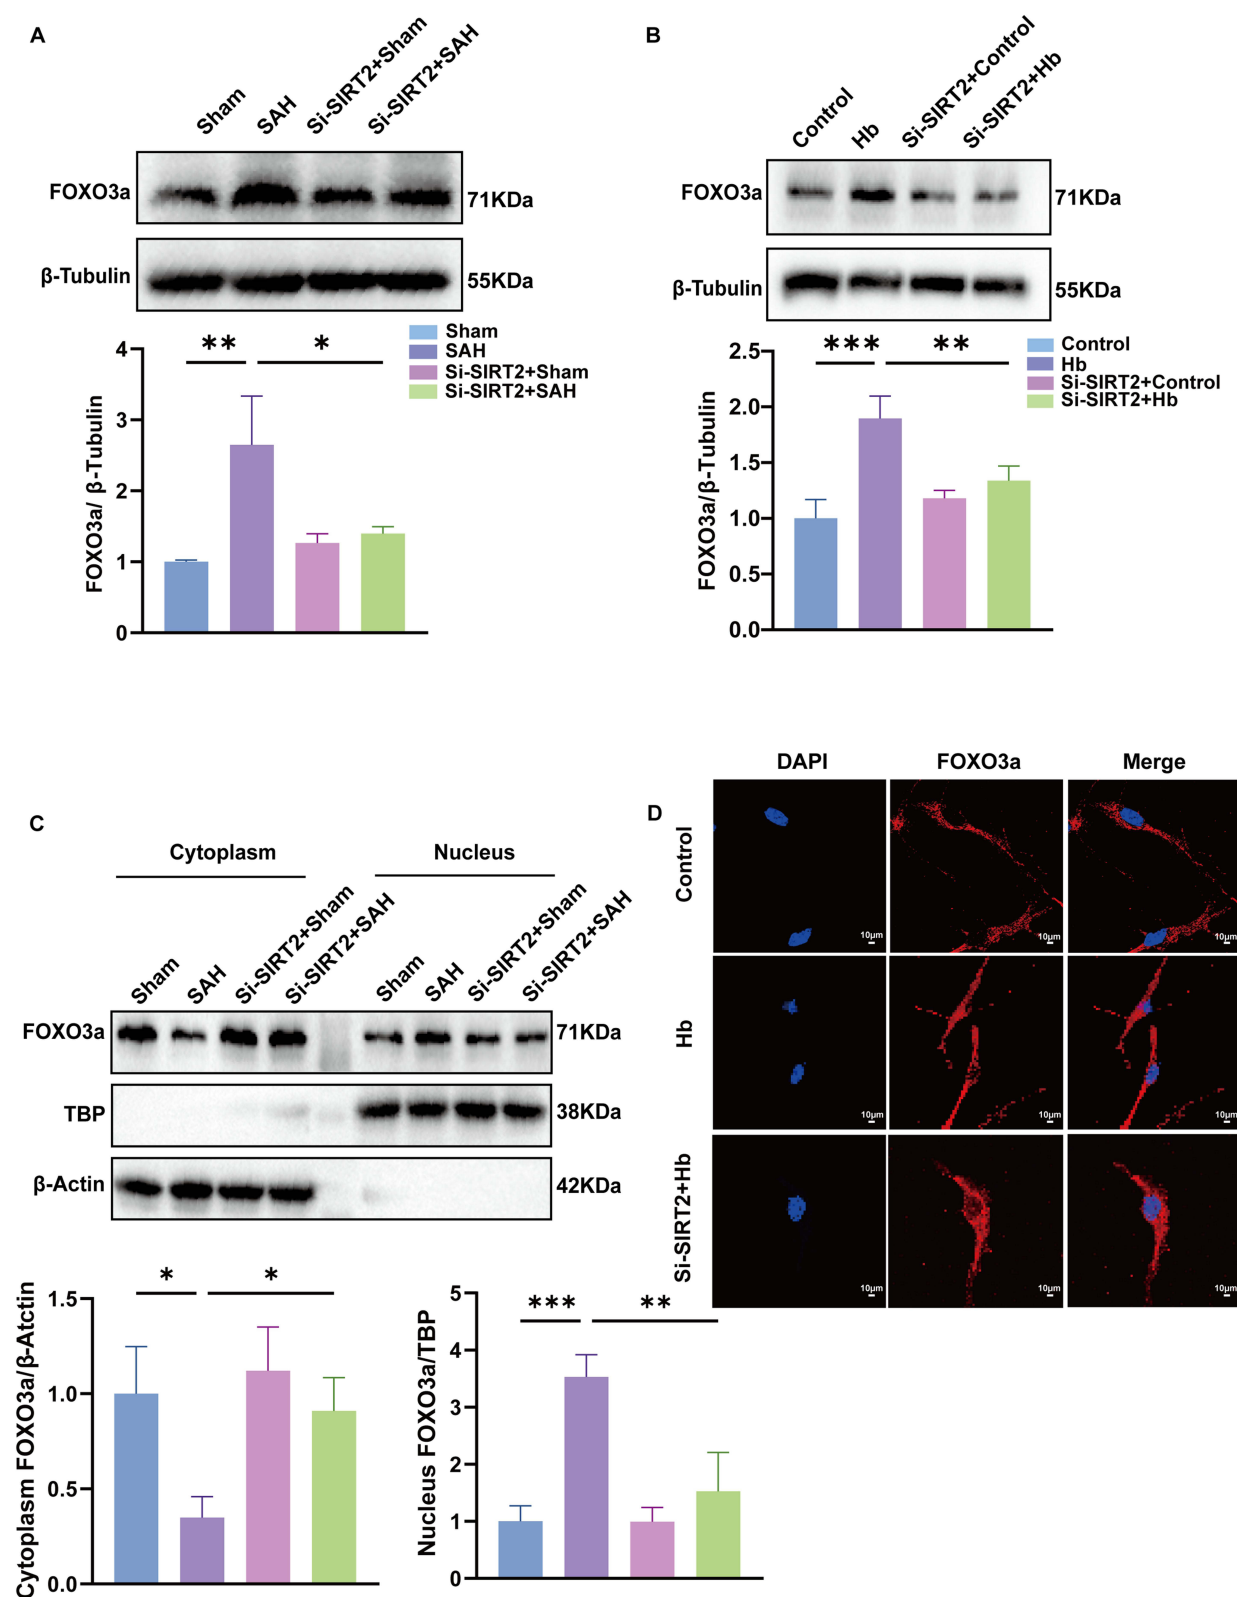 A
Sham
SAH
Si-SIRT2+Sham
Si-SIRT2+SAH
FOXO3a
71KDa
β-Tubulin
55KDa
Sham
SAH
Si-SIRT2+Sham
Si-SIRT2+SAH
**
*
FOXO3a/ β-Tubulin
4
3
2
1
0
B
Control
Hb
Si-SIRT2+Control
Si-SIRT2+Hb
FOXO3a
71KDa
β-Tubulin
55KDa
Control
Hb
Si-SIRT2+Control
Si-SIRT2+Hb
***
**
FOXO3a/β-Tubulin
2.5
2.0
1.5
1.0
0.5
0.0
C
Cytoplasm
Nucleus
Sham
SAH
Si-SIRT2+Sham
Si-SIRT2+SAH
Sham
SAH
Si-SIRT2+Sham
Si-SIRT2+SAH
FOXO3a
71KDa
TBP
38KDa
β-Actin
42KDa
*
*
Cytoplasm FOXO3a/β-Atctin
1.5
1.0
0.5
0.0
***
**
Nucleus FOXO3a/TBP
5
4
3
2
1
0
D
DAPI
FOXO3a
Merge
Control
10μm
10μm
10μm
Hb
10μm
10μm
10μm
Si-SIRT2+Hb
10μm
10μm
10μm